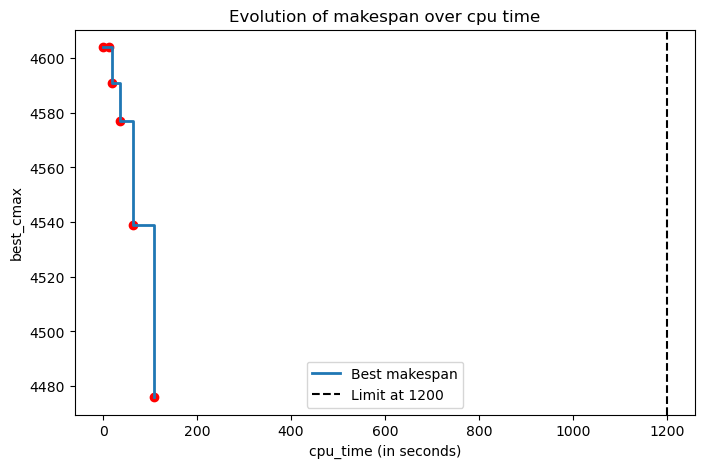 Evolution of makespan over cpu time
best_cmax
4600
4580
4560
4540
4520
4500
4480
Best makespan
Limit at 1200
0
200
400
600
800
1000
1200
cpu_time (in seconds)